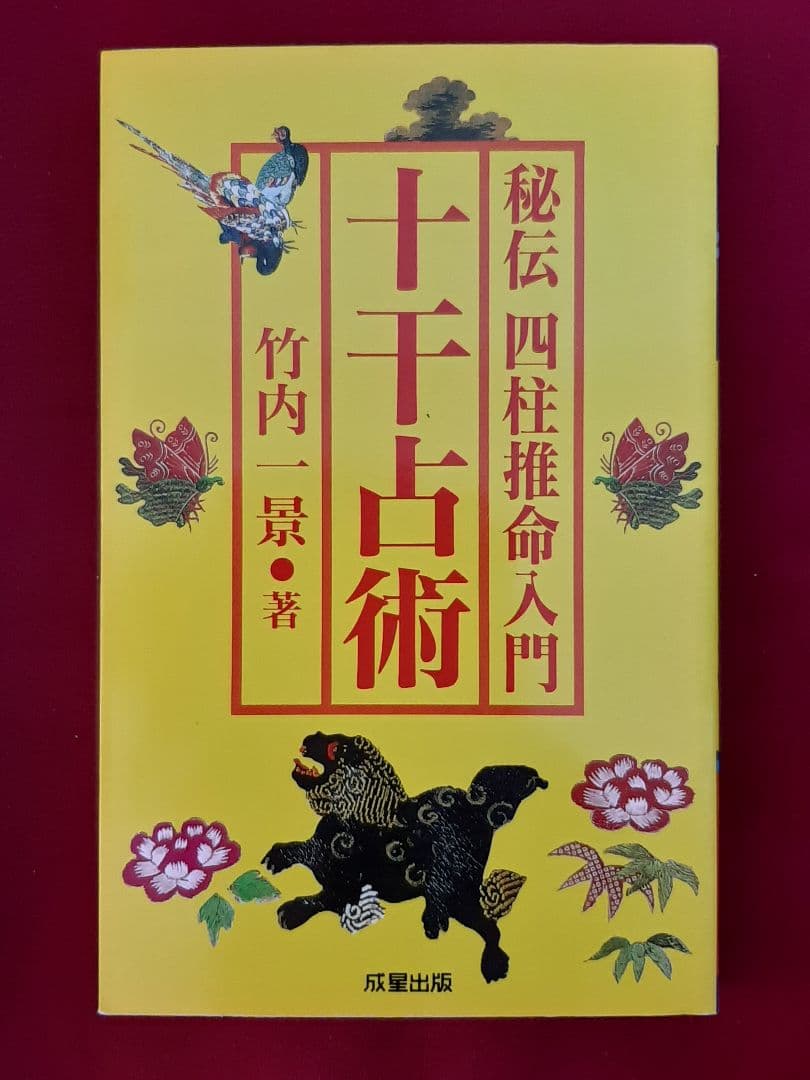 秘伝 四柱推命入門
十干占術
竹内一景●著
成星出版